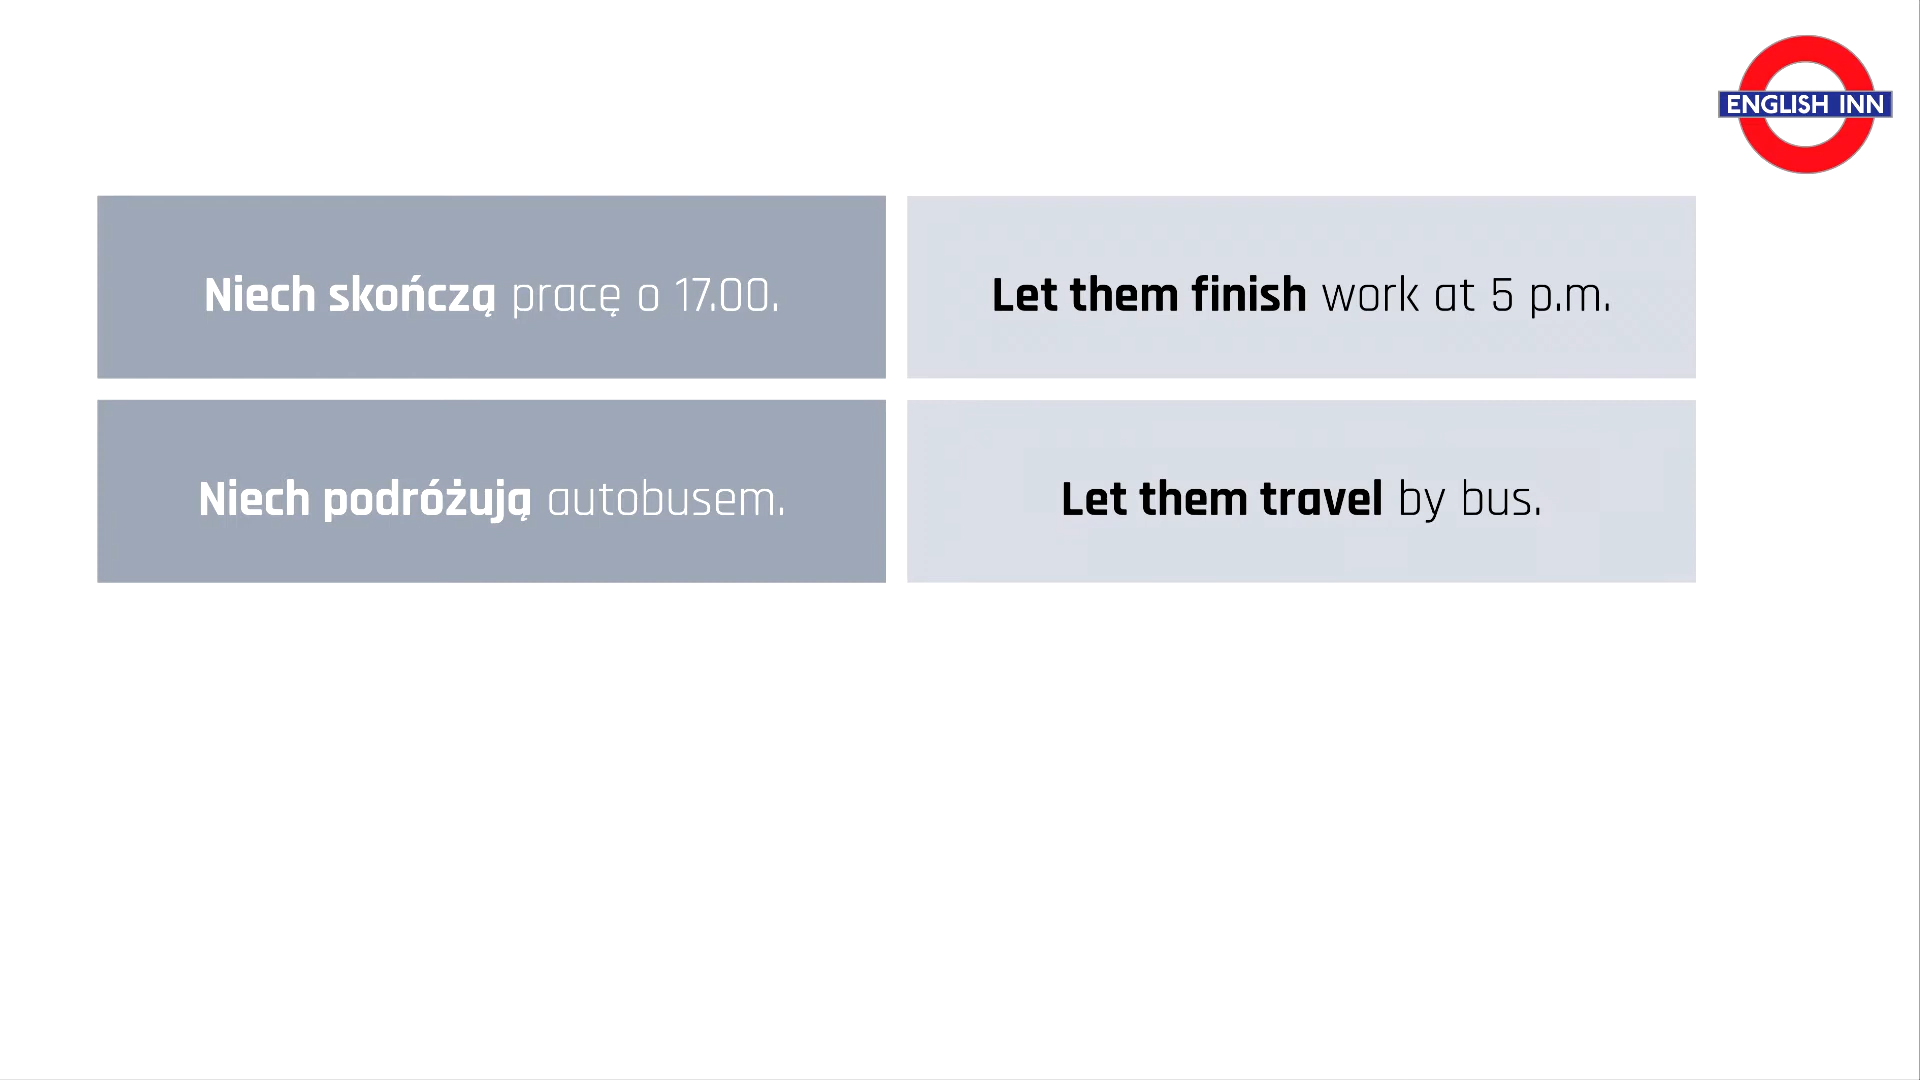 ENGLISH INN
Niech skończą pracę o 17.00.
Let them finish work at 5 p.m.
Niech podróżują autobusem.
Let them travel by bus.